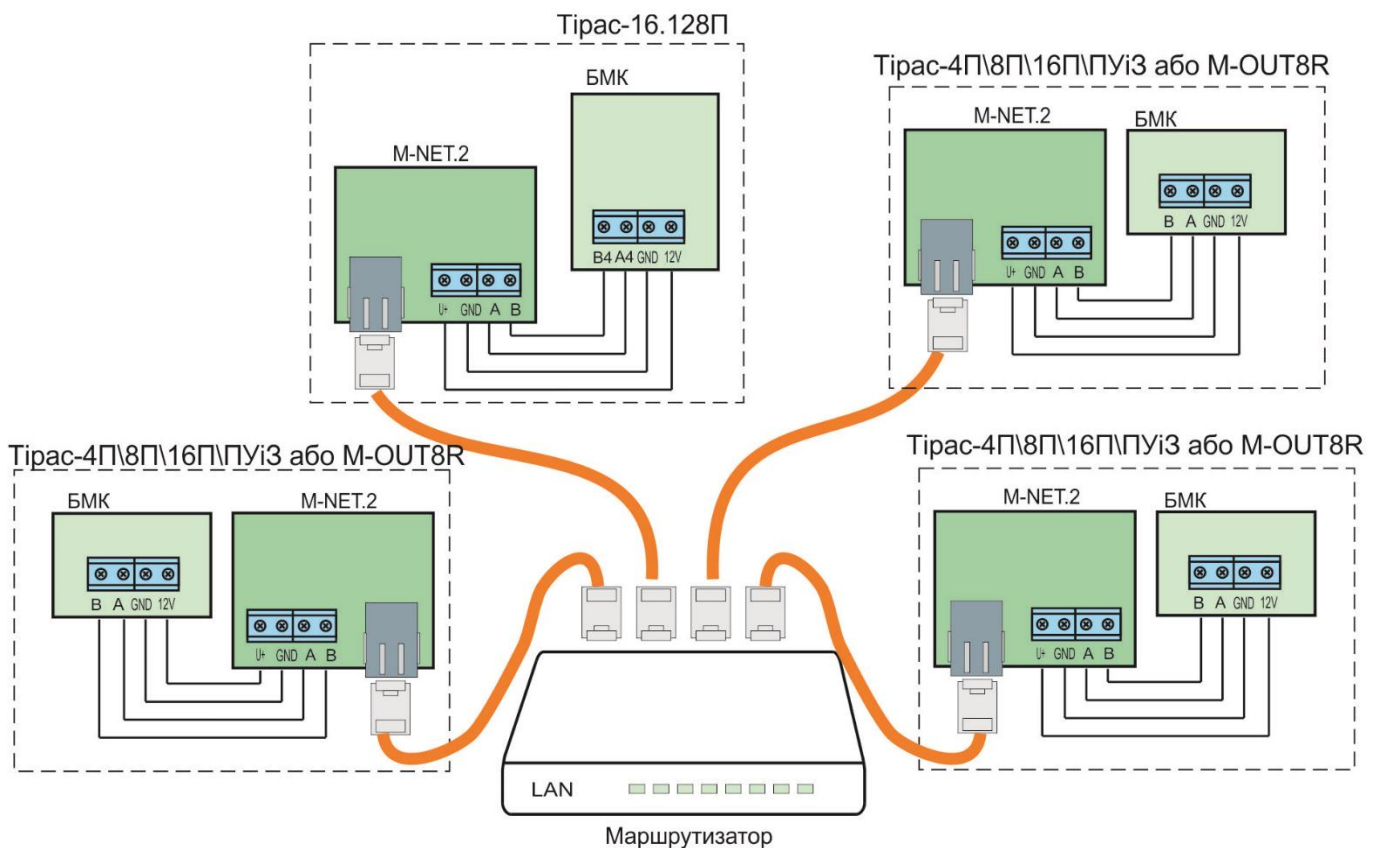 Тірас-16.128П
БМК
M-NET.2
B4 A4 GND 12V
U+ GND A B
Тірас-4П\8П\16П\ПУіЗ або M-OUT8R
M-NET.2
БМК
B A GND 12V
U+ GND A B
Тірас-4П\8П\16П\ПУіЗ або M-OUT8R
БМК
M-NET.2
B A GND 12V
U+ GND A B
Тірас-4П\8П\16П\ПУіЗ або M-OUT8R
M-NET.2
БМК
B A GND 12V
U+ GND A B
LAN
Маршрутизатор